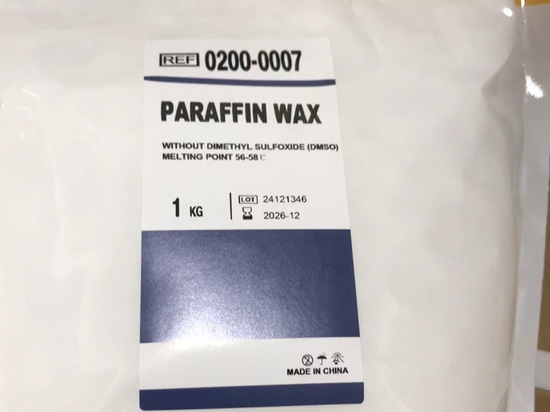 REF 0200-0007
PARAFFIN WAX
WITHOUT DIMETHYL SULFOXIDE (DMSO)
MELTING POINT 56-58℃
1 KG
LOT 24121346
2026-12
MADE IN CHINA